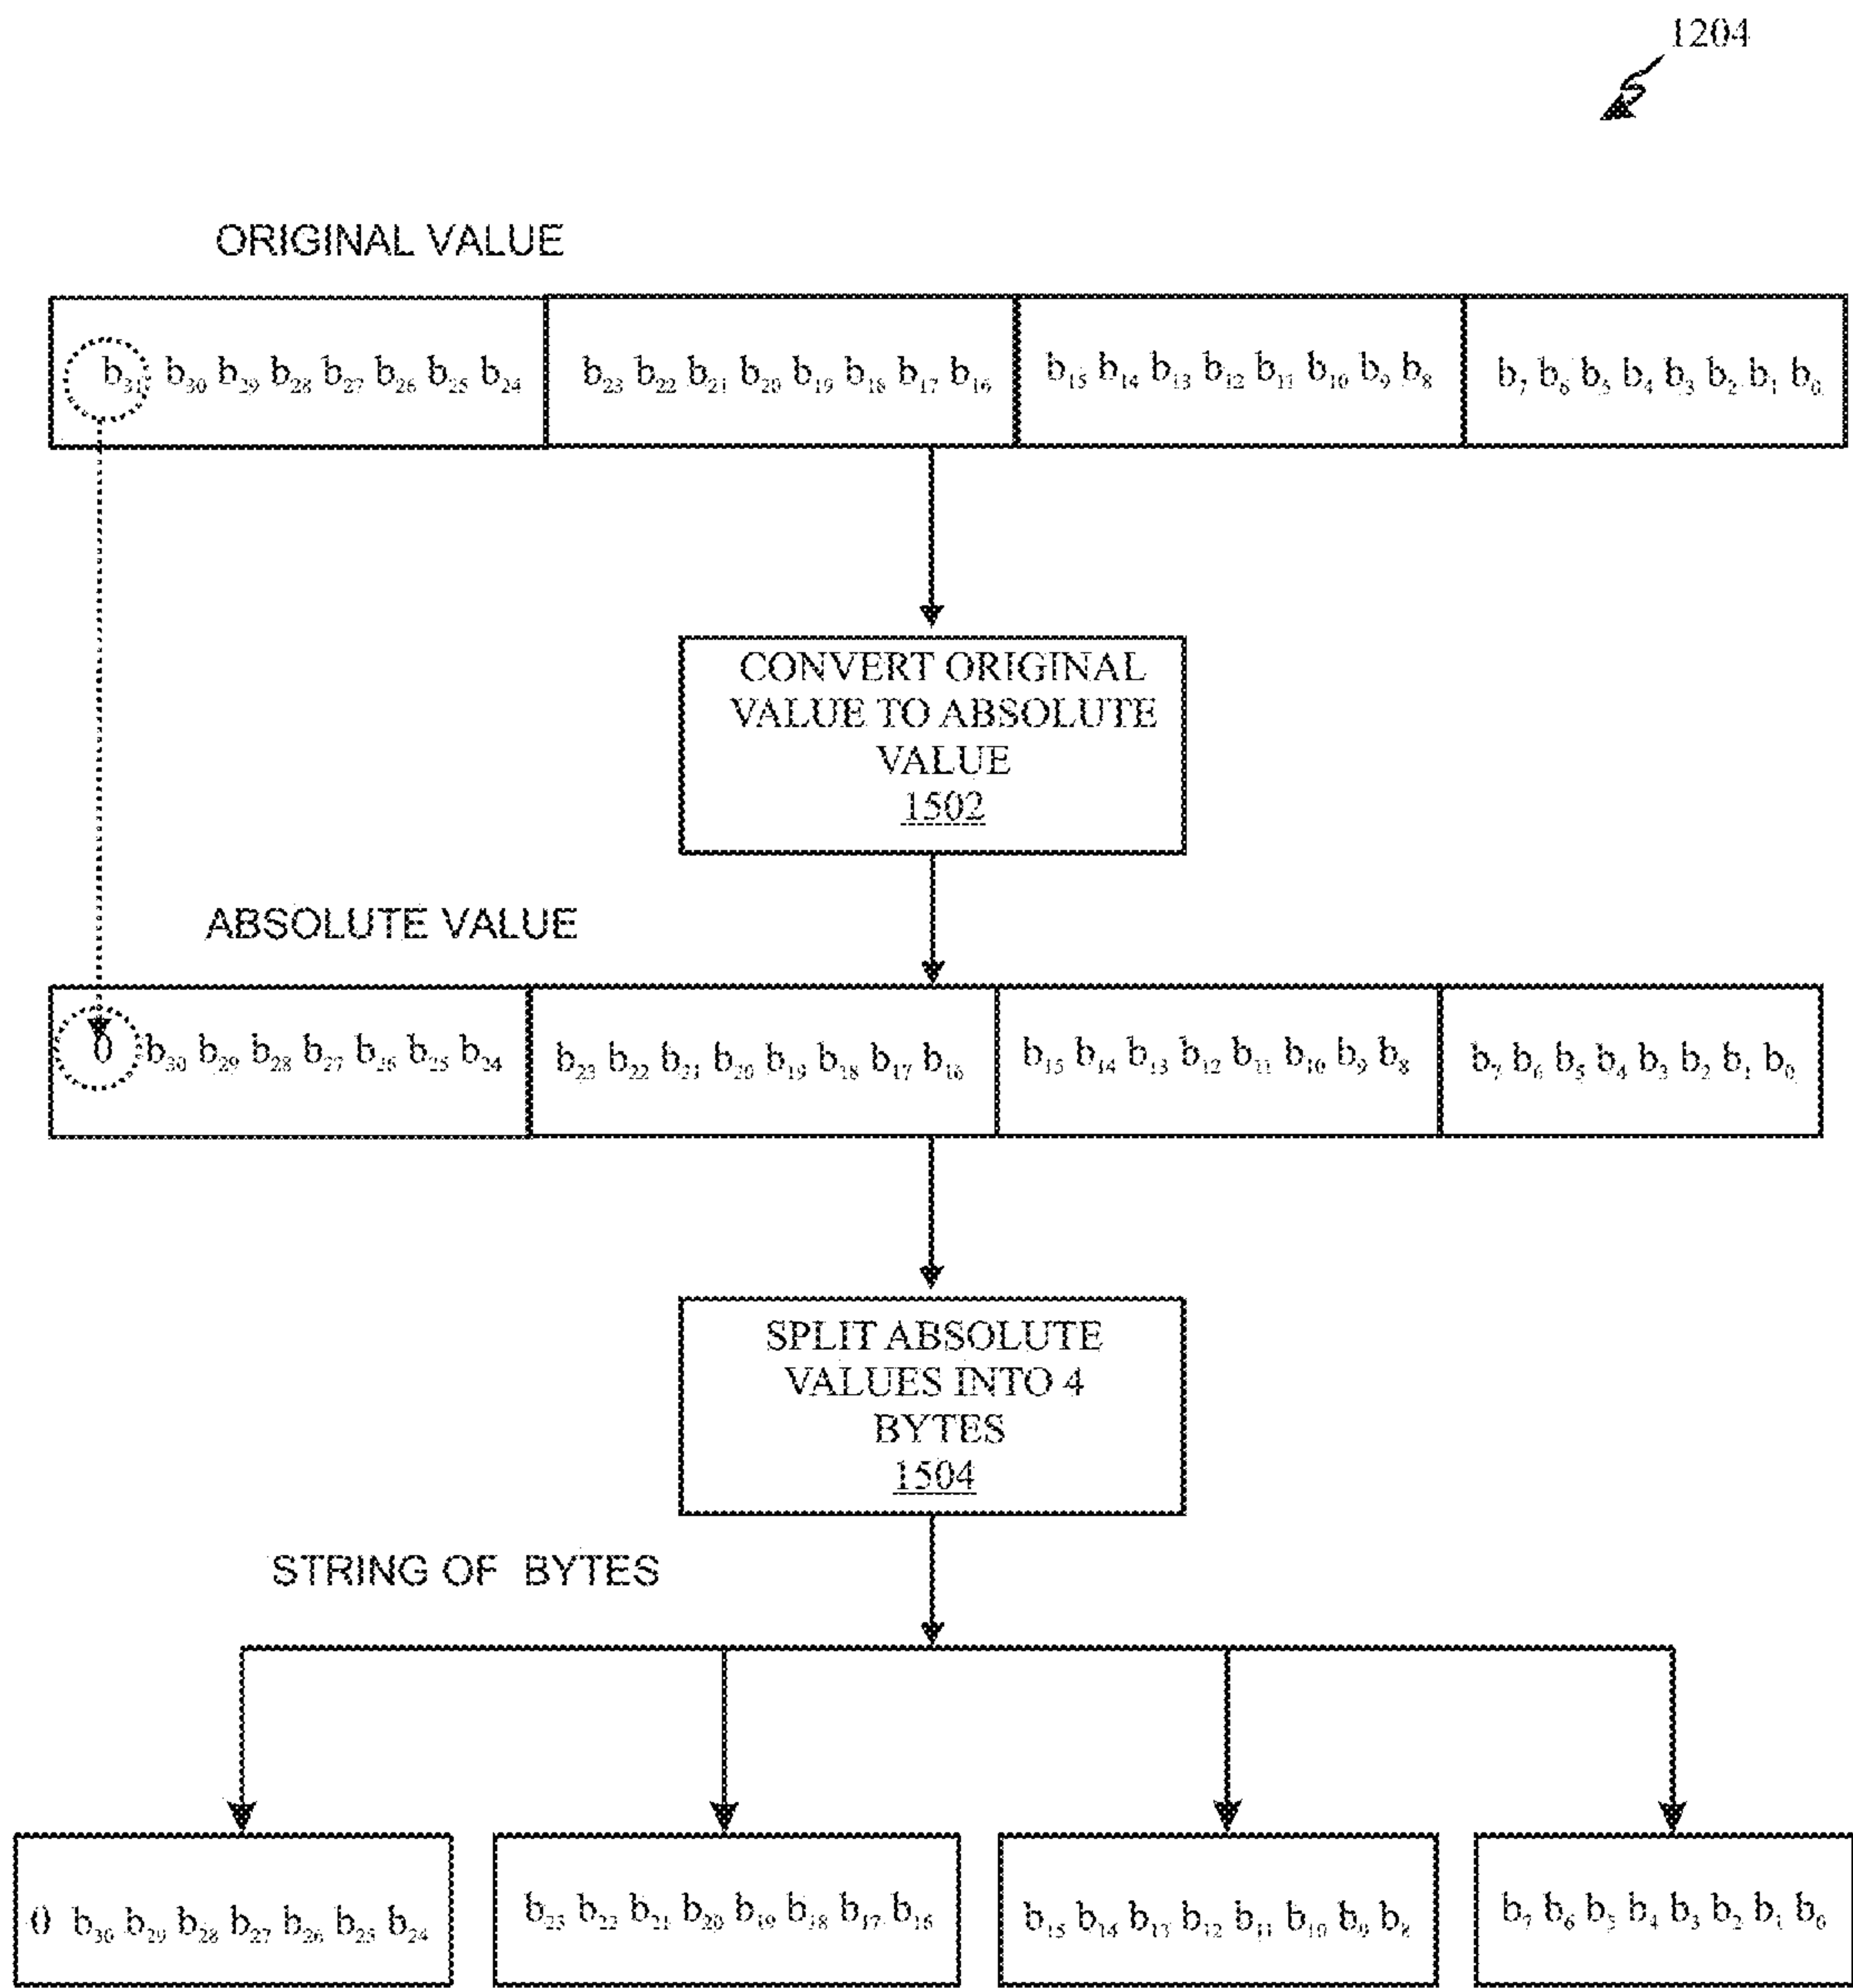 1204
ORIGINAL VALUE
b₃₁ b₃₀ b₂₉ b₂₈ b₂₇ b₂₆ b₂₅ b₂₄ b₂₃ b₂₂ b₂₁ b₂₀ b₁₉ b₁₈ b₁₇ b₁₆ b₁₅ b₁₄ b₁₃ b₁₂ b₁₁ b₁₀ b₉ b₈ b₇ b₆ b₅ b₄ b₃ b₂ b₁ b₀
CONVERT ORIGINAL
VALUE TO ABSOLUTE
VALUE
1502
ABSOLUTE VALUE
0 b₃₀ b₂₉ b₂₈ b₂₇ b₂₆ b₂₅ b₂₄ b₂₃ b₂₂ b₂₁ b₂₀ b₁₉ b₁₈ b₁₇ b₁₆ b₁₅ b₁₄ b₁₃ b₁₂ b₁₁ b₁₀ b₉ b₈ b₇ b₆ b₅ b₄ b₃ b₂ b₁ b₀
SPLIT ABSOLUTE
VALUES INTO 4
BYTES
1504
STRING OF BYTES
0 b₃₀ b₂₉ b₂₈ b₂₇ b₂₆ b₂₅ b₂₄ b₂₃ b₂₂ b₂₁ b₂₀ b₁₉ b₁₈ b₁₇ b₁₆ b₁₅ b₁₄ b₁₃ b₁₂ b₁₁ b₁₀ b₉ b₈ b₇ b₆ b₅ b₄ b₃ b₂ b₁ b₀